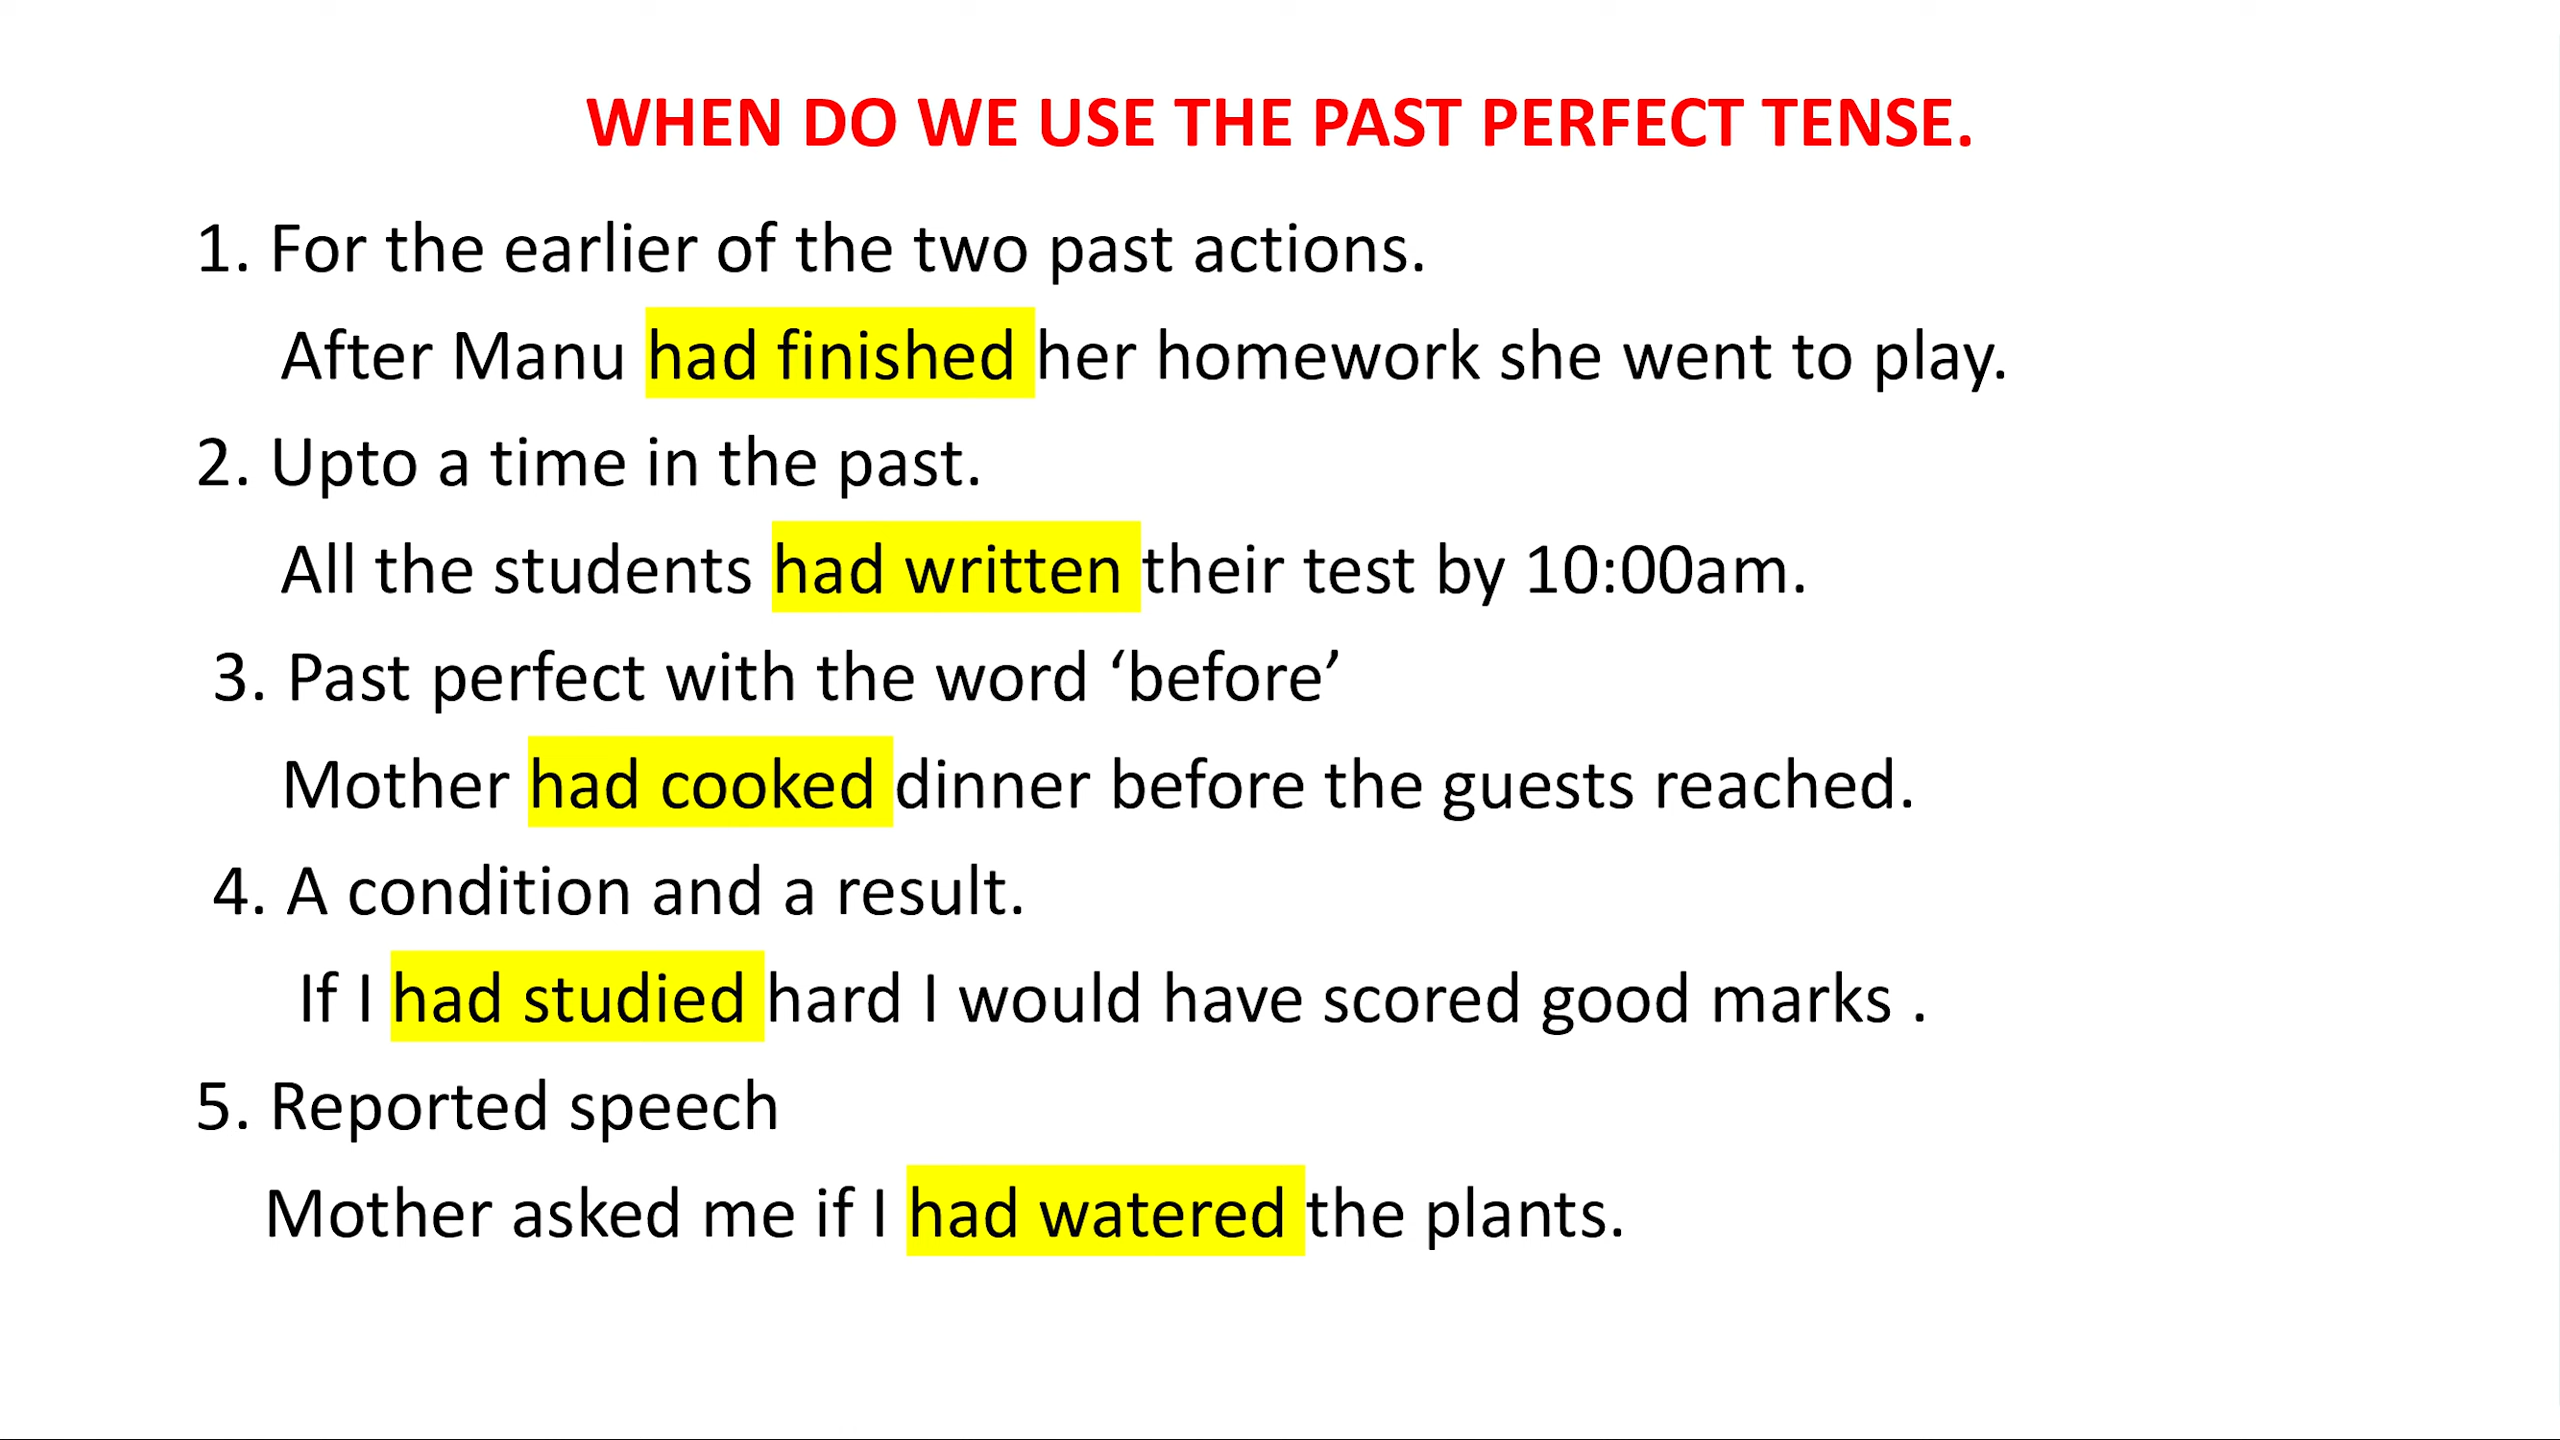 WHEN DO WE USE THE PAST PERFECT TENSE.
1. For the earlier of the two past actions.
After Manu had finished her homework she went to play.
2. Upto a time in the past.
All the students had written their test by 10:00am.
3. Past perfect with the word ‘before’
Mother had cooked dinner before the guests reached.
4. A condition and a result.
If I had studied hard I would have scored good marks .
5. Reported speech
Mother asked me if I had watered the plants.